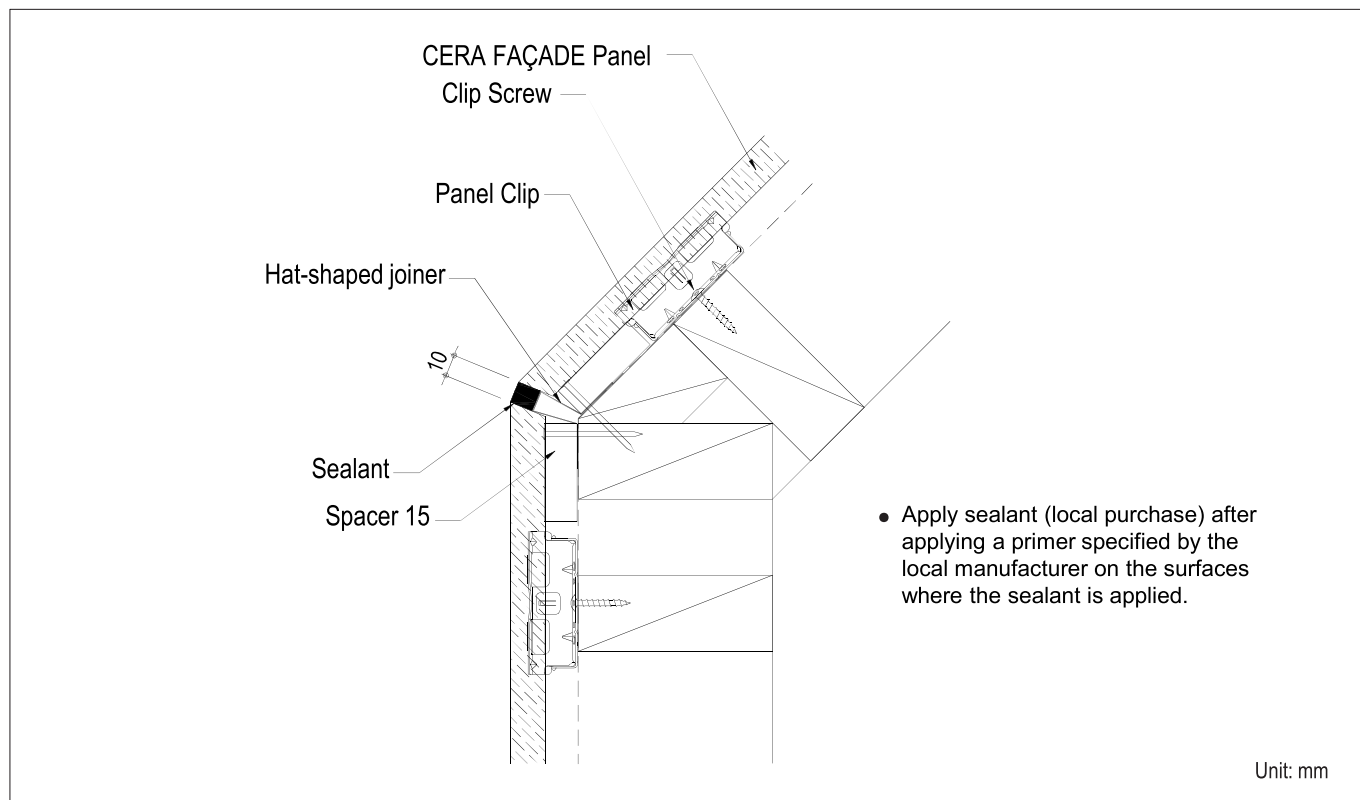 CERA FAÇADE Panel
Clip Screw
Panel Clip
Hat-shaped joiner
10
Sealant
Spacer 15
● Apply sealant (local purchase) after
applying a primer specified by the
local manufacturer on the surfaces
where the sealant is applied.
Unit: mm